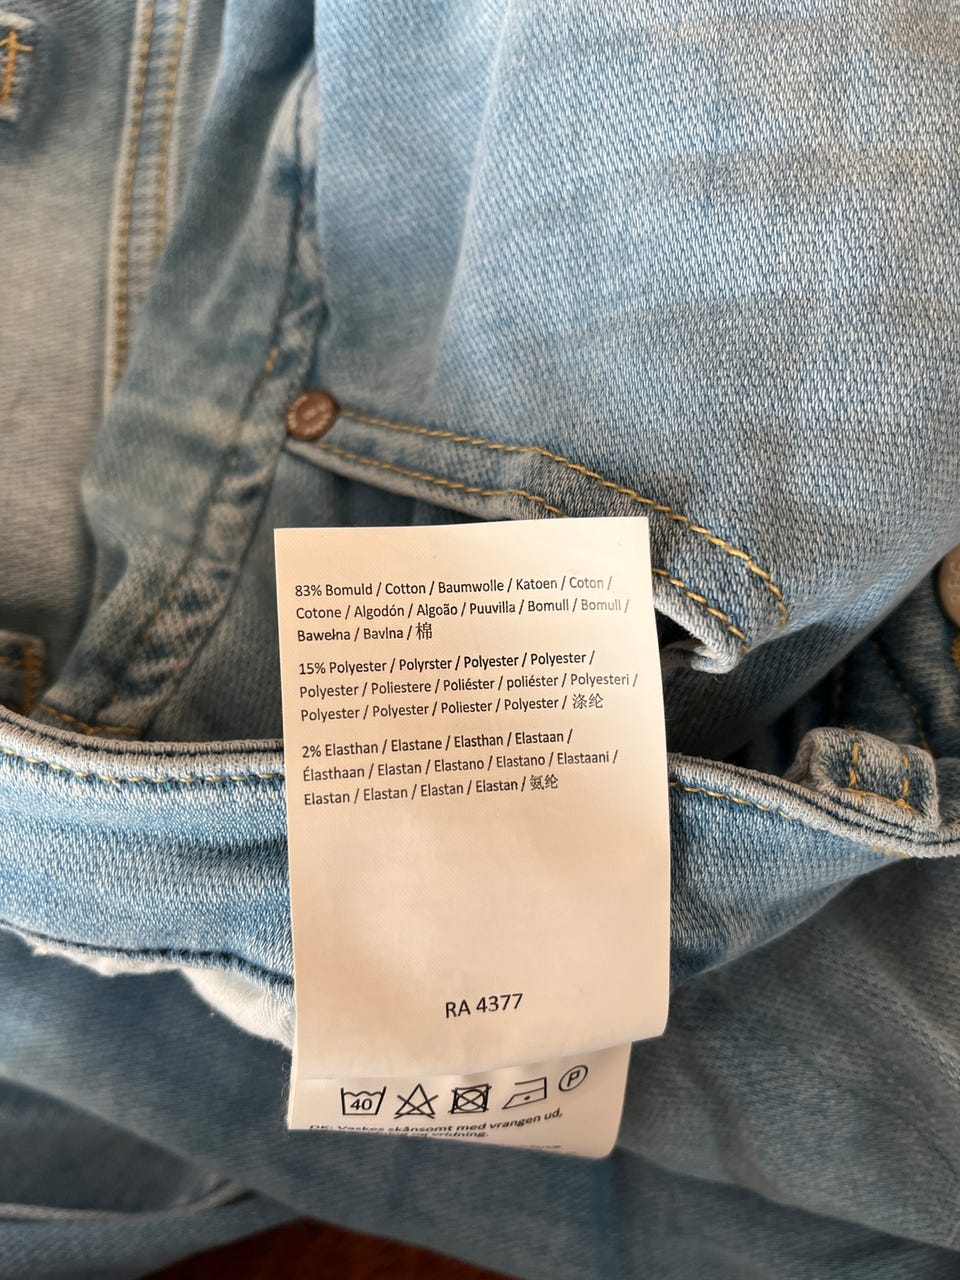 83% Bomuld / Cotton / Baumwolle / Katoen / Coton /
Cotone / Algodón / Algoão / Puuvilla / Bomull / Bomull /
Bawełna / Bavlna / 棉
15% Polyester / Polyrster / Polyester / Polyester /
Polyester / Poliestere / Poliéster / poliéster / Polyesteri /
Polyester / Polyester / Poliester / Polyester / 涤纶
2% Elasthan / Elastane / Elasthan / Elastaan /
Élasthaan / Elastan / Elastano / Elastano / Elastaani /
Elastan / Elastan / Elastan / Elastan / 氨纶
RA 4377
40
P
DK: Vaskes skånsomt med vrangen ud,
og vridning.